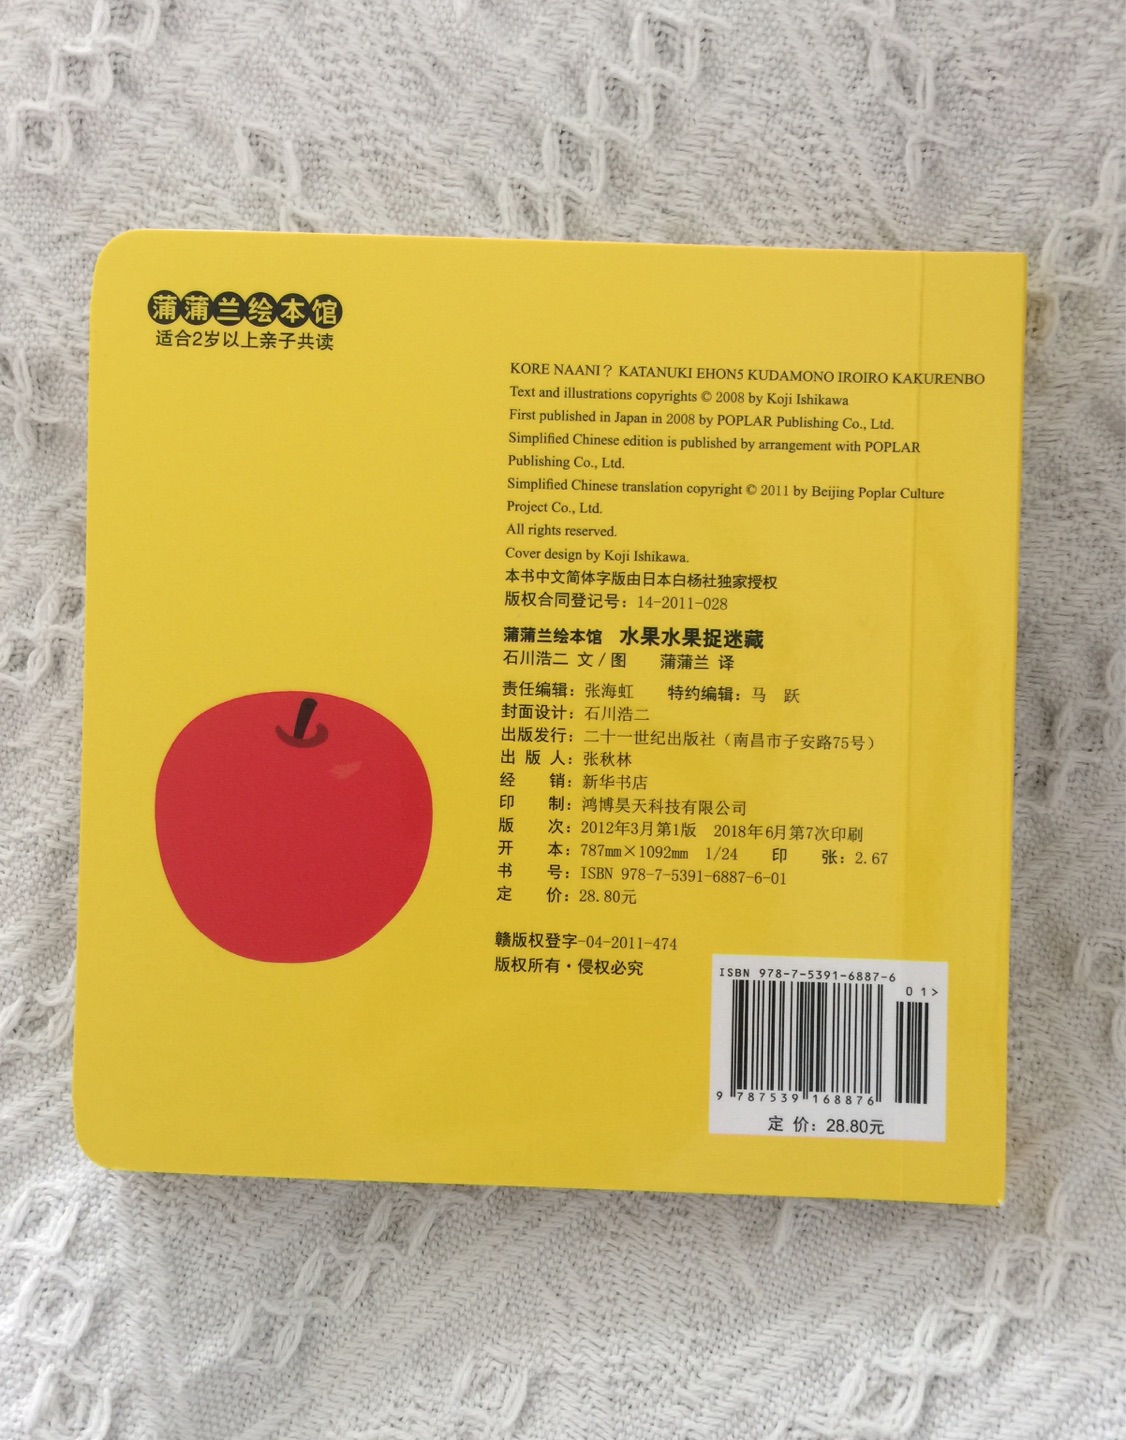 蒲蒲兰绘本馆
适合2岁以上亲子共读
KORE NAANI? KATANUKI EHON5 KUDAMONO IROIRO KAKURENBO
Text and illustrations copyrights © 2008 by Koji Ishikawa
First published in Japan in 2008 by POPLAR Publishing Co., Ltd.
Simplified Chinese edition is published by arrangement with POPLAR
Publishing Co., Ltd.
Simplified Chinese translation copyright © 2011 by Beijing Poplar Culture
Project Co., Ltd.
All rights reserved.
Cover design by Koji Ishikawa.
本书中文简体字版由日本白杨社独家授权
版权合同登记号：14-2011-028
蒲蒲兰绘本馆 水果水果捉迷藏
石川浩二 文/图 蒲蒲兰 译
责任编辑：张海虹 特约编辑：马 跃
封面设计：石川浩二
出版发行：二十一世纪出版社（南昌市子安路75号）
出 版 人：张秋林
经 销：新华书店
印 制：鸿博昊天科技有限公司
版 次：2012年3月第1版 2018年6月第7次印刷
开 本：787mm×1092mm 1/24 印 张：2.67
书 号：ISBN 978-7-5391-6887-6-01
定 价：28.80元
赣版权登字-04-2011-474
版权所有·侵权必究
ISBN 978-7-5391-6887-6
01>
9 787539 168876
定 价：28.80元